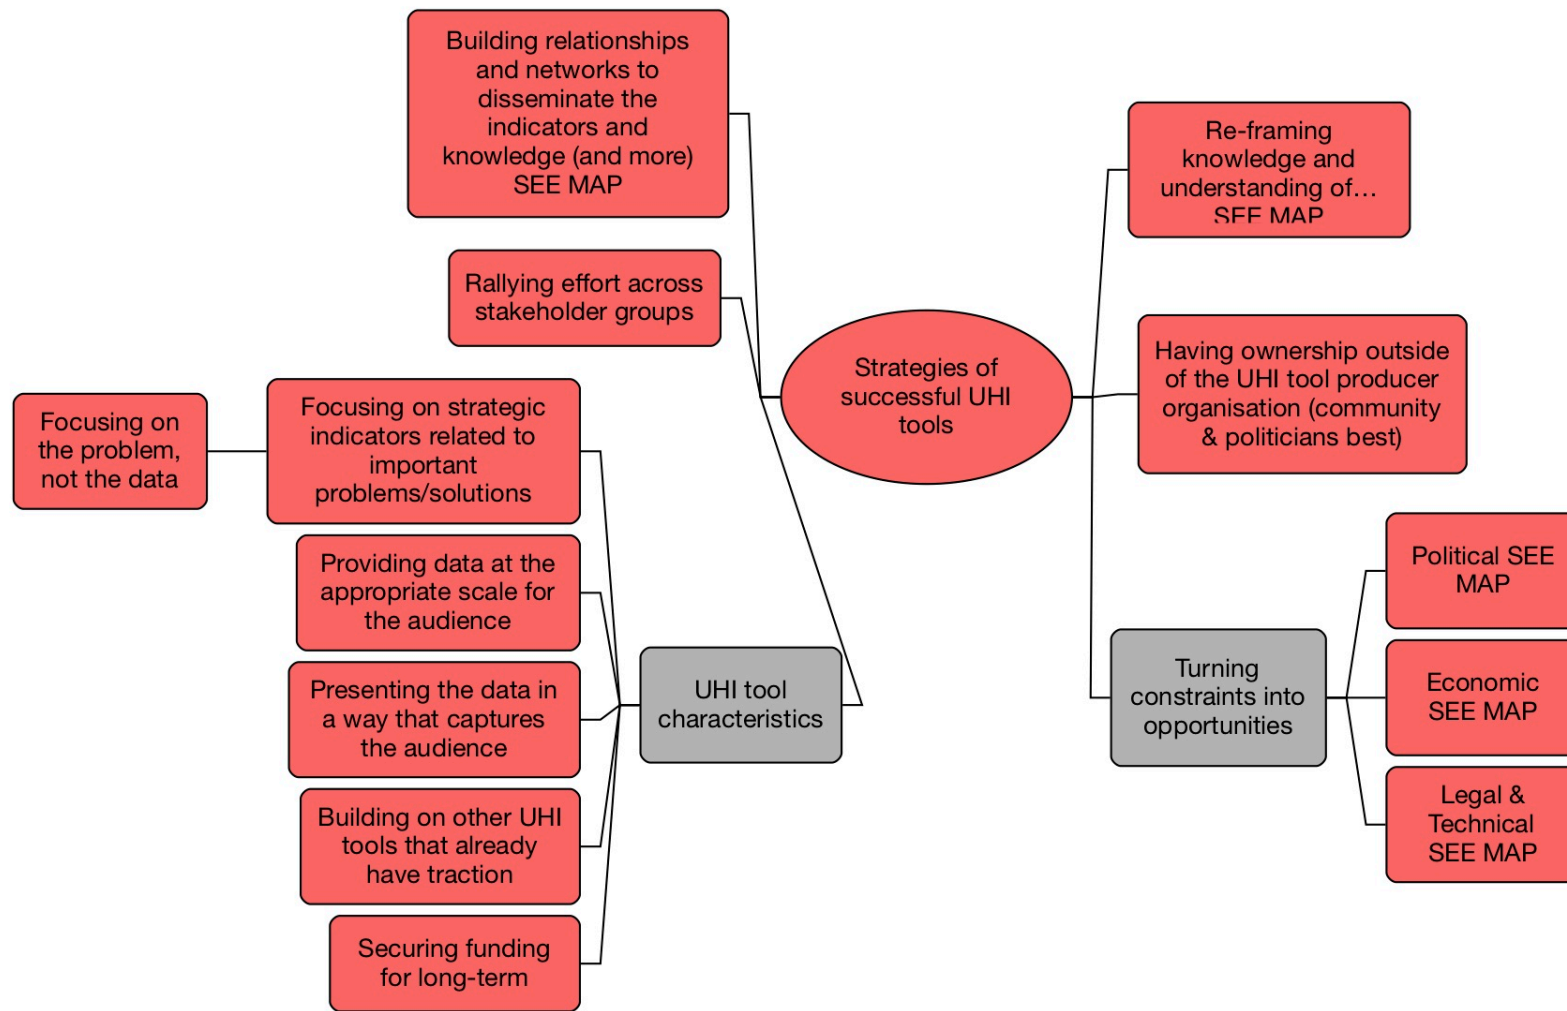 Building relationships
and networks to
disseminate the
indicators and
knowledge (and more)
SEE MAP
Rallying effort across
stakeholder groups
Focusing on
the problem,
not the data
Focusing on strategic
indicators related to
important
problems/solutions
Providing data at the
appropriate scale for
the audience
Presenting the data in
a way that captures
the audience
Building on other UHI
tools that already
have traction
Securing funding
for long-term
UHI tool
characteristics
Strategies of
successful UHI
tools
Re-framing
knowledge and
understanding of…
SEE MAP
Having ownership outside
of the UHI tool producer
organisation (community
& politicians best)
Turning
constraints into
opportunities
Political SEE
MAP
Economic
SEE MAP
Legal &
Technical
SEE MAP